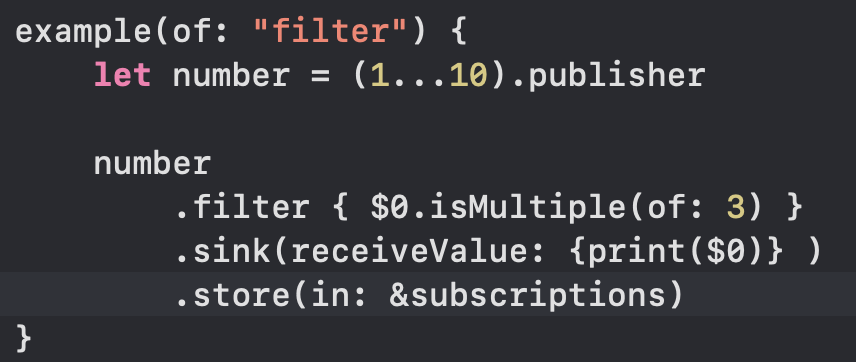 example(of: "filter") {
    let number = (1...10).publisher

    number
        .filter { $0.isMultiple(of: 3) }
        .sink(receiveValue: {print($0)} )
        .store(in: &subscriptions)
}